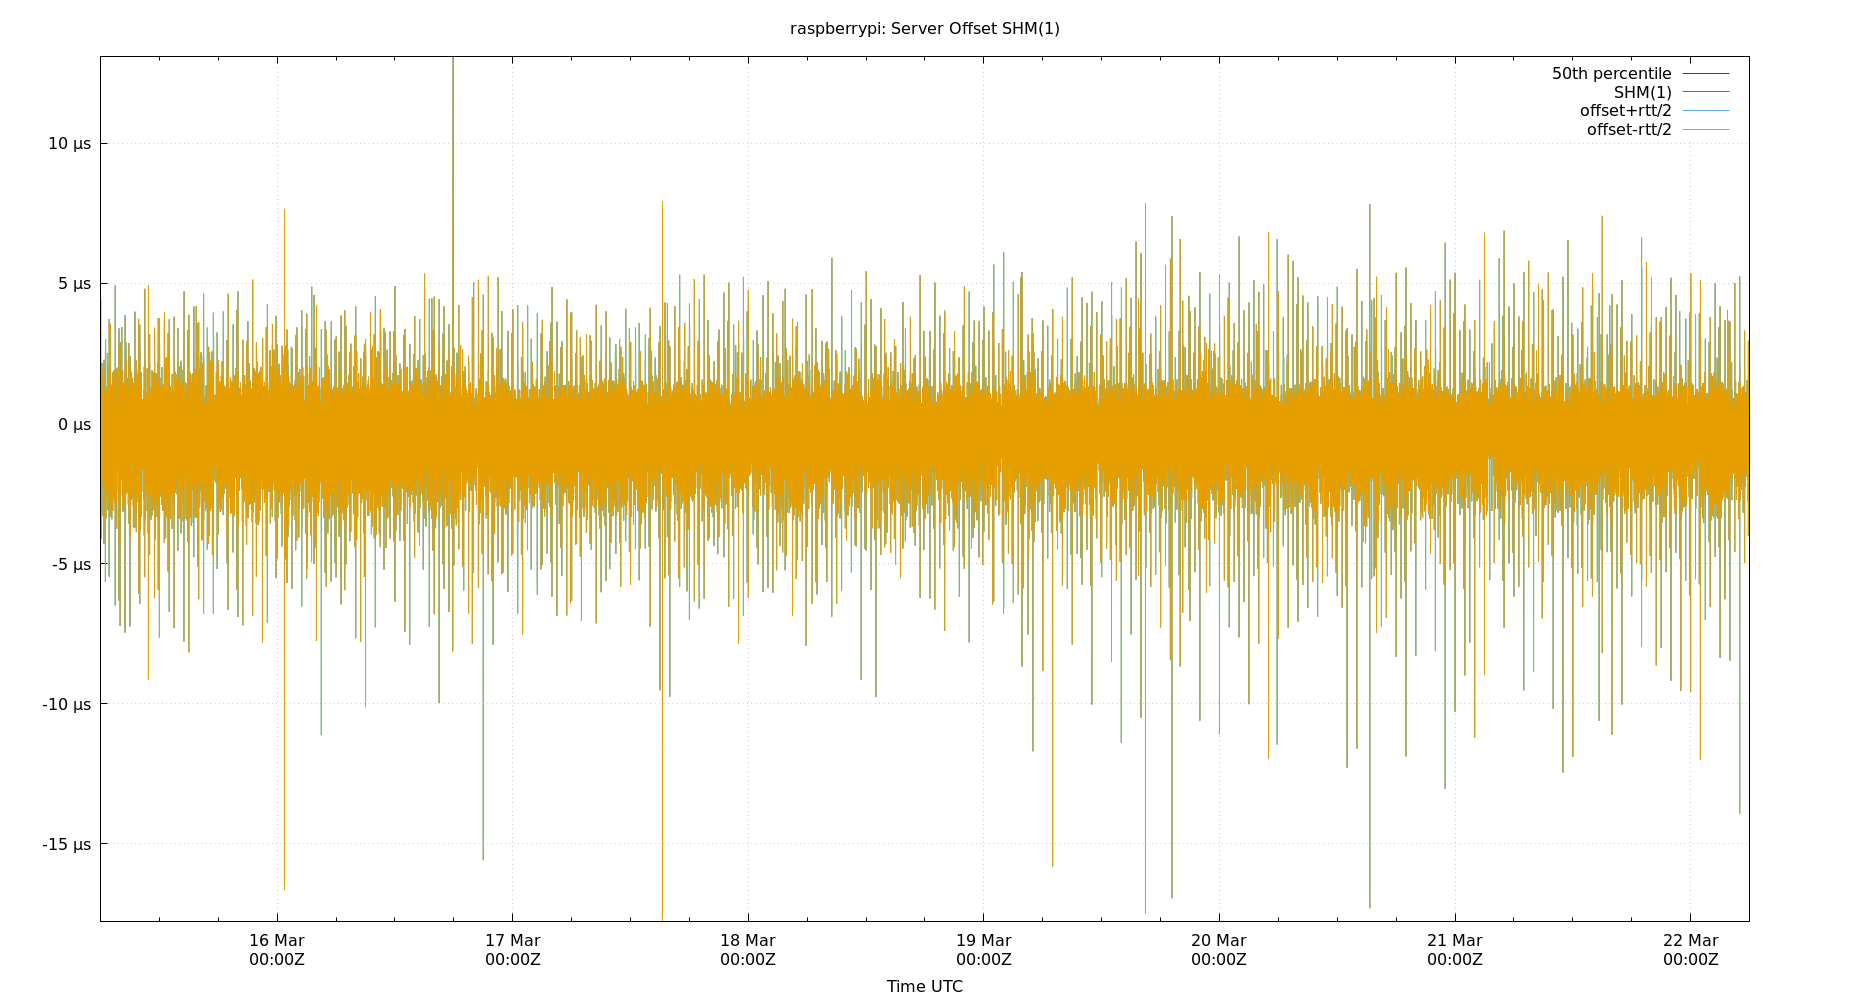 raspberrypi: Server Offset SHM(1)
50th percentile
SHM(1)
offset+rtt/2
offset-rtt/2
10 µs
5 µs
0 µs
-5 µs
-10 µs
-15 µs
16 Mar 17 Mar 18 Mar 19 Mar 20 Mar 21 Mar 22 Mar
00:00Z 00:00Z 00:00Z 00:00Z 00:00Z 00:00Z 00:00Z
Time UTC